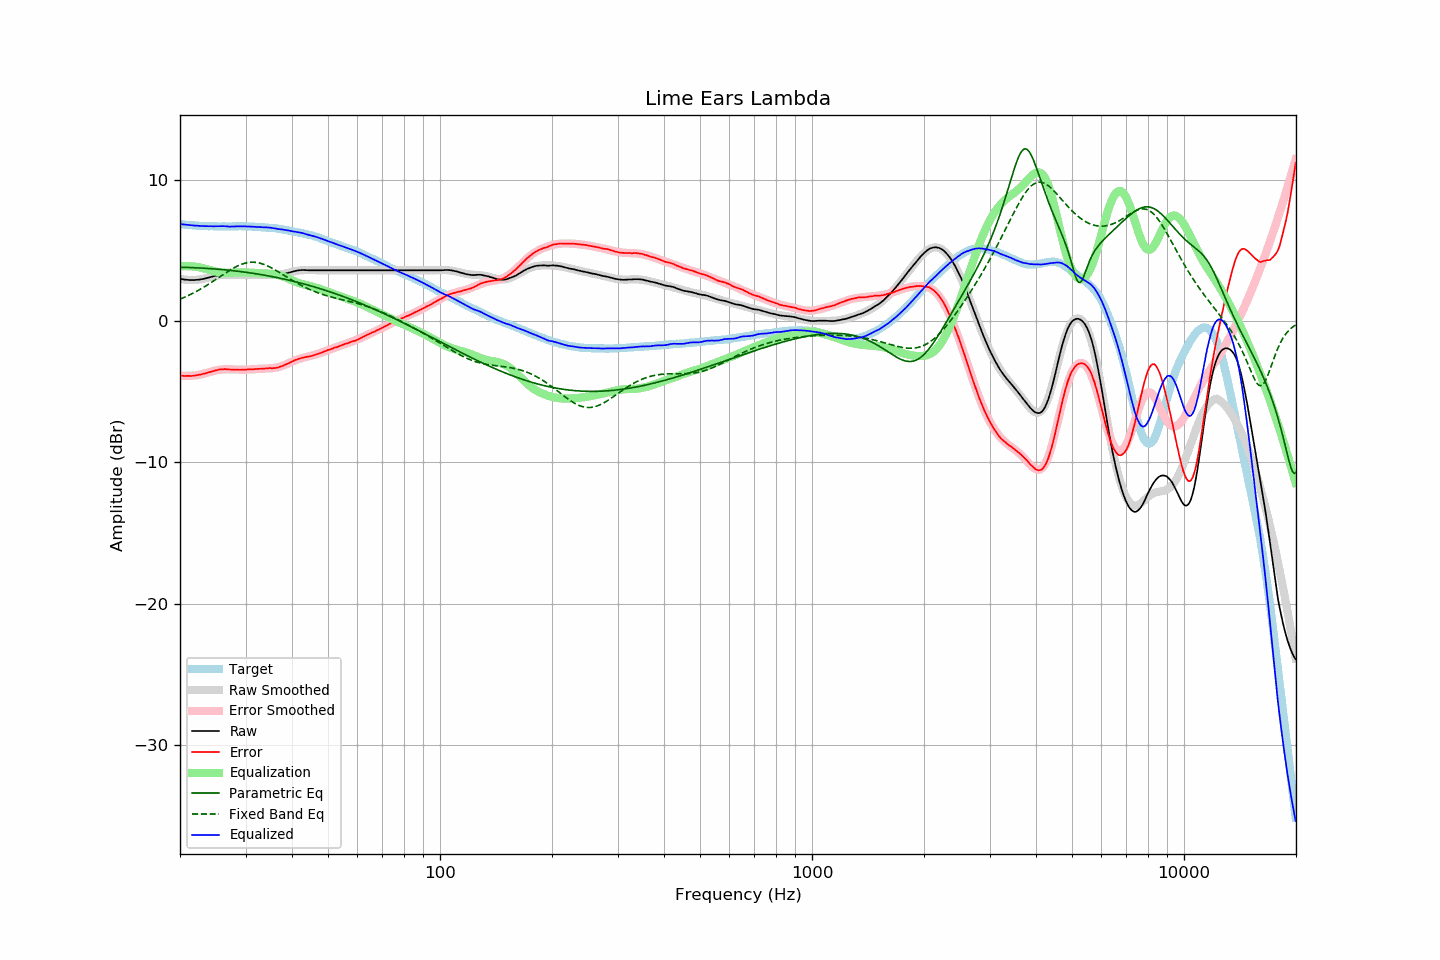 Lime Ears Lambda
10
0
−10
−20
−30
Amplitude (dBr)
Target
Raw Smoothed
Error Smoothed
Raw
Error
Equalization
Parametric Eq
Fixed Band Eq
Equalized
100
1000
10000
Frequency (Hz)